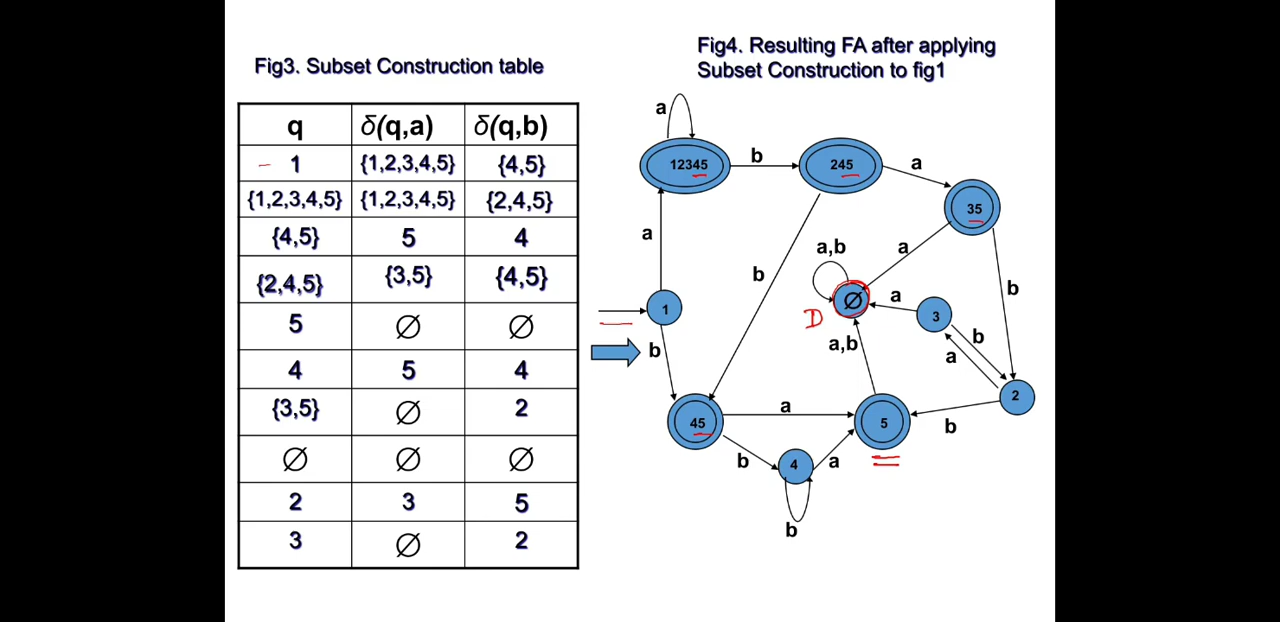 Fig3. Subset Construction table
q δ(q,a) δ(q,b)
1 {1,2,3,4,5} {4,5}
{1,2,3,4,5} {1,2,3,4,5} {2,4,5}
{4,5} 5 4
{2,4,5} {3,5} {4,5}
5 ∅ ∅
4 5 4
{3,5} ∅ 2
∅ ∅ ∅
2 3 5
3 ∅ 2
Fig4. Resulting FA after applying
Subset Construction to fig1
a
12345
b
245
a
35
a
a,b
a
b
b
1
∅
a
3
D
b
a,b
b
a
2
45
a
5
b
b
4
a
b